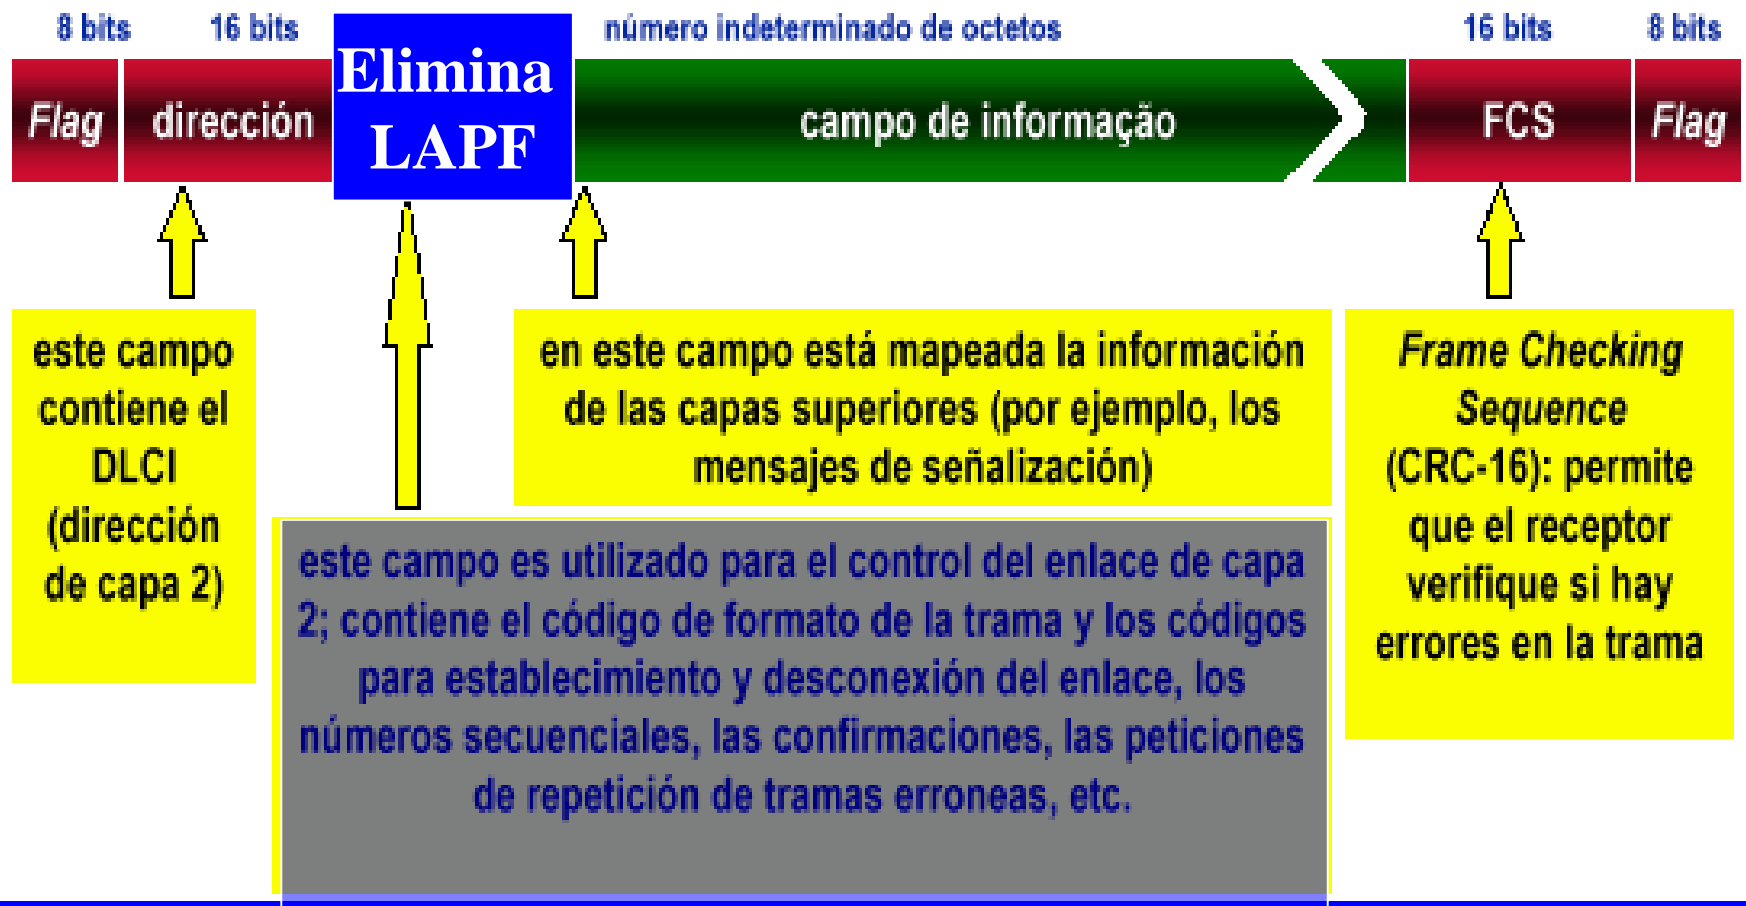 8 bits
16 bits
número indeterminado de octetos
16 bits
8 bits
Flag
dirección
Elimina
LAPF
campo de informação
FCS
Flag
este campo
contiene el
DLCI
(dirección
de capa 2)
en este campo está mapeada la información
de las capas superiores (por ejemplo, los
mensajes de señalización)
Frame Checking
Sequence
(CRC-16): permite
que el receptor
verifique si hay
errores en la trama
este campo es utilizado para el control del enlace de capa
2; contiene el código de formato de la trama y los códigos
para establecimiento y desconexión del enlace, los
números secuenciales, las confirmaciones, las peticiones
de repetición de tramas erroneas, etc.